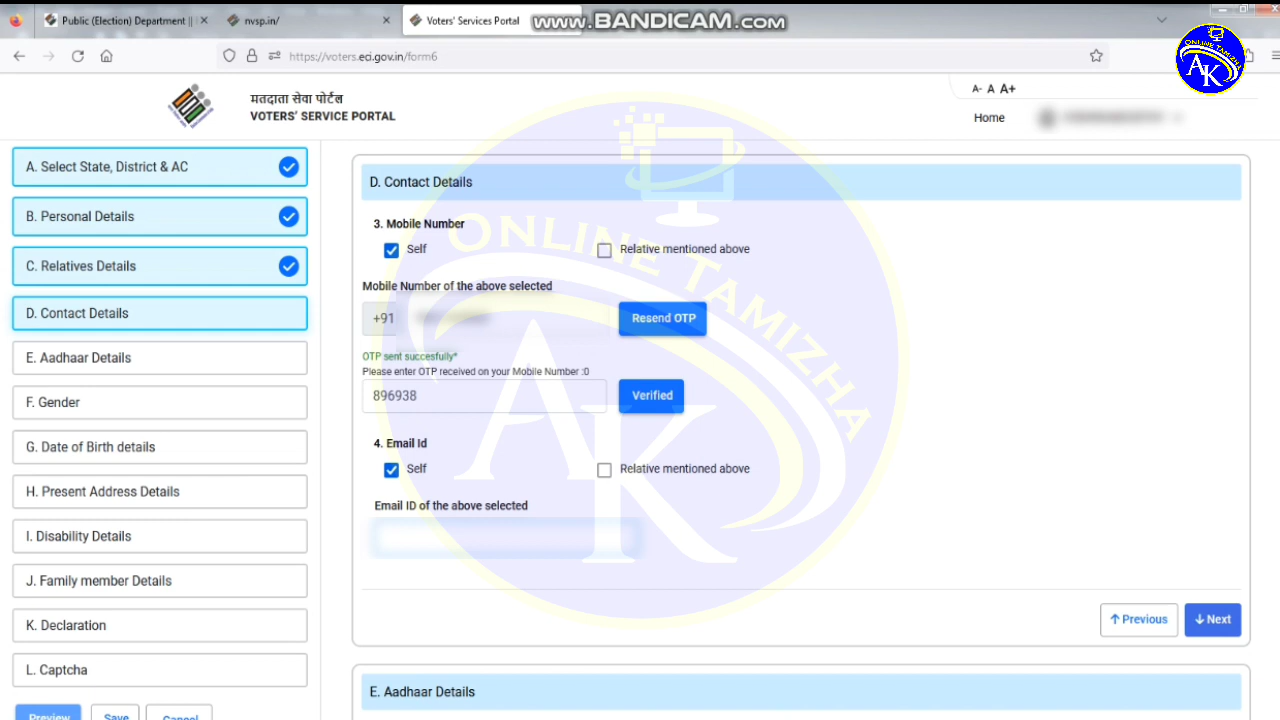 Public (Election) Department ||
nvsp.in/
Voters' Services Portal
www.BANDICAM.com
https://voters.eci.gov.in/form6
ONLINE TAMIZHA
AK
मतदाता सेवा पोर्टल
VOTERS' SERVICE PORTAL
A- A A+
Home
A. Select State, District & AC
B. Personal Details
C. Relatives Details
D. Contact Details
E. Aadhaar Details
F. Gender
G. Date of Birth details
H. Present Address Details
I. Disability Details
J. Family member Details
K. Declaration
L. Captcha
Preview
Save
Cancel
D. Contact Details
3. Mobile Number
Self
Relative mentioned above
Mobile Number of the above selected
+91
Resend OTP
OTP sent succesfully*
Please enter OTP received on your Mobile Number :0
896938
Verified
4. Email Id
Self
Relative mentioned above
Email ID of the above selected
Previous
Next
E. Aadhaar Details
ONLINE TAMIZHA
AK